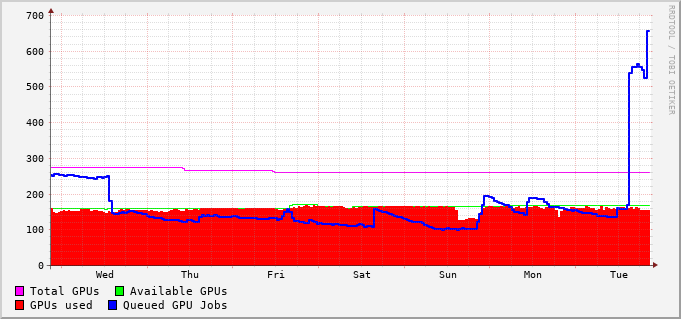 700
600
500
400
300
200
100
0
Wed Thu Fri Sat Sun Mon Tue
Total GPUs Available GPUs
GPUs used Queued GPU Jobs
RRDTOOL / TOBI OETIKER